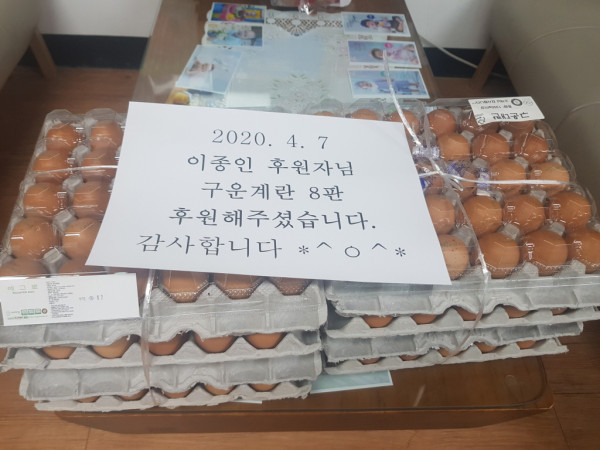 2020. 4. 7
이종인 후원자님
구운계란 8판
후원해주셨습니다.
감사합니다 *^ㅇ^*